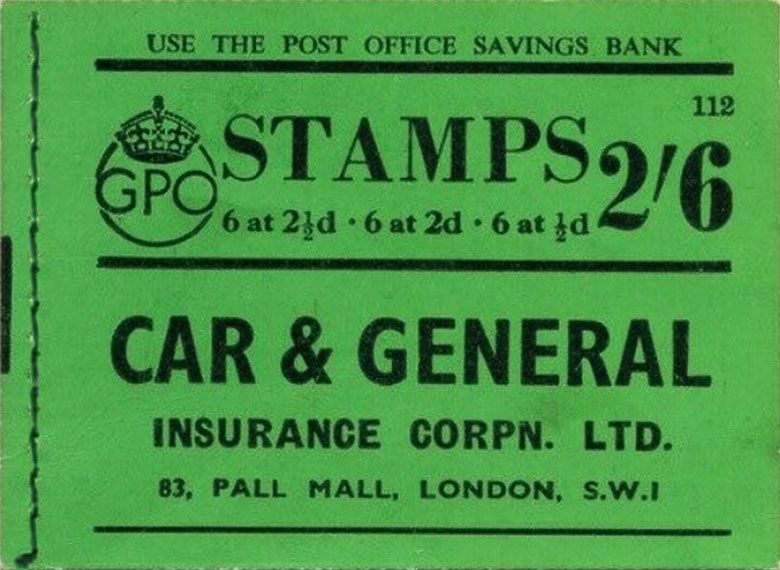 USE THE POST OFFICE SAVINGS BANK
112
GPO
STAMPS 2/6
6 at 2½d · 6 at 2d · 6 at ½d
CAR & GENERAL
INSURANCE CORPN. LTD.
83, PALL MALL, LONDON, S.W.1